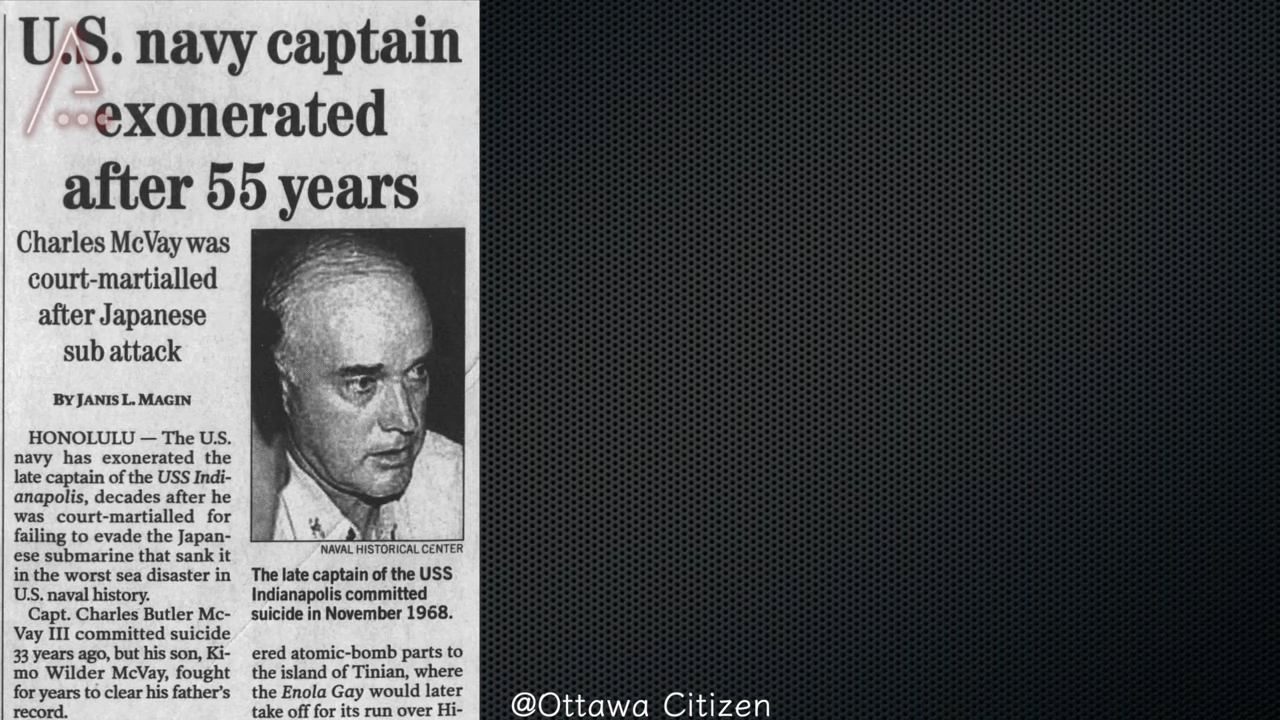 U.S. navy captain
exonerated
after 55 years
Charles McVay was
court-martialled
after Japanese
sub attack
BY JANIS L. MAGIN
HONOLULU — The U.S.
navy has exonerated the
late captain of the USS Indi-
anapolis, decades after he
was court-martialled for
failing to evade the Japan-
ese submarine that sank it
in the worst sea disaster in
U.S. naval history.
Capt. Charles Butler Mc-
Vay III committed suicide
33 years ago, but his son, Ki-
mo Wilder McVay, fought
for years to clear his father's
record.
NAVAL HISTORICAL CENTER
The late captain of the USS
Indianapolis committed
suicide in November 1968.
ered atomic-bomb parts to
the island of Tinian, where
the Enola Gay would later
take off for its run over Hi-
@Ottawa Citizen
A...